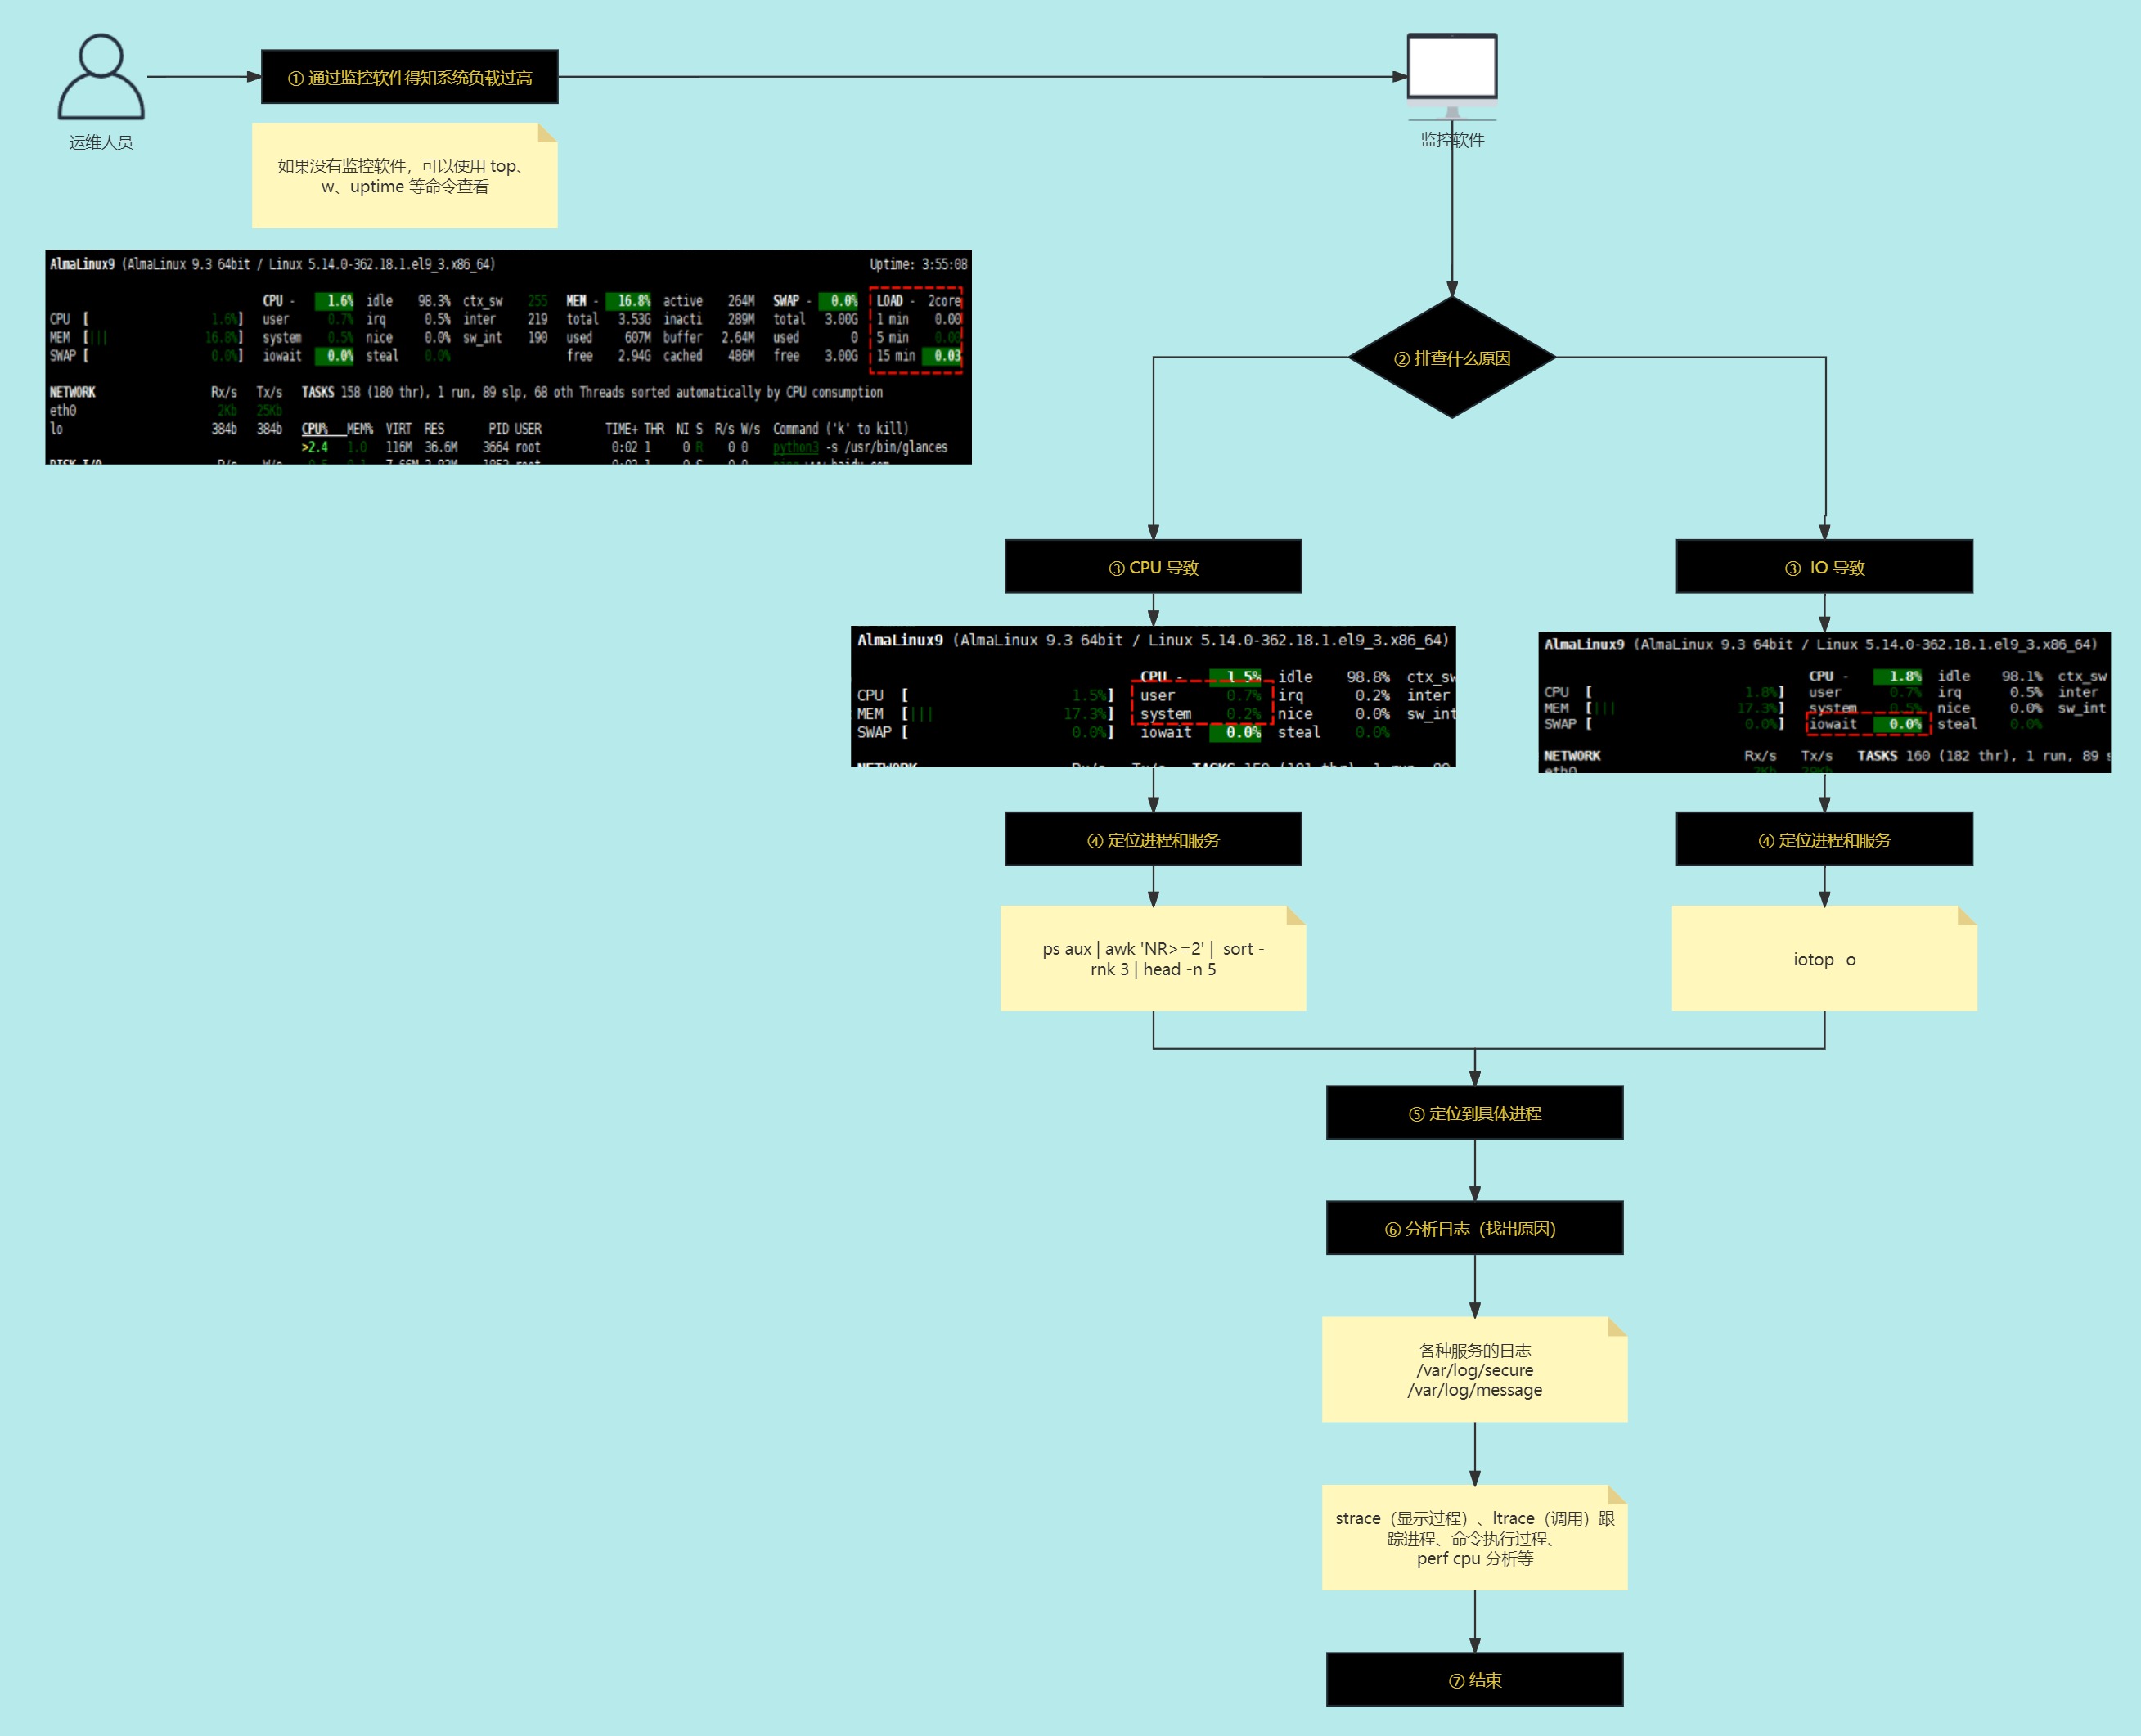 ① 通过监控软件得知系统负载过高
运维人员
监控软件
如果没有监控软件，可以使用 top、
w、uptime 等命令查看
AlmaLinux9 (AlmaLinux 9.3 64bit / Linux 5.14.0-362.18.1.el9_3.x86_64) Uptime: 3:55:08
CPU - 1.6% idle 98.3% ctx_sw 255 MEM - 16.8% active 264M SWAP - 0.0% LOAD - 2core
CPU [ 1.6%] user 0.7% irq 0.5% inter 219 total 3.53G inacti 289M total 3.00G 1 min 0.00
MEM [||| 16.8%] system 0.5% nice 0.0% sw_int 190 used 607M buffer 2.64M used 0 5 min 0.00
SWAP [ 0.0%] iowait 0.0% steal 0.0% free 2.94G cached 486M free 3.00G 15 min 0.03
NETWORK Rx/s Tx/s TASKS 158 (180 thr), 1 run, 89 slp, 68 oth Threads sorted automatically by CPU consumption
eth0 2Kb 25Kb
lo 384b 384b CPU% MEM% VIRT RES PID USER TIME+ THR NI S R/s W/s Command ('k' to kill)
>2.4 1.0 116M 36.6M 3664 root 0:02 1 0 R 0 0 python3 -s /usr/bin/glances
② 排查什么原因
③ CPU 导致
③ IO 导致
AlmaLinux9 (AlmaLinux 9.3 64bit / Linux 5.14.0-362.18.1.el9_3.x86_64)
CPU - 1.5% idle 98.8% ctx_sw
CPU [ 1.5%] user 0.7% irq 0.2% inter
MEM [||| 17.3%] system 0.2% nice 0.0% sw_int
SWAP [ 0.0%] iowait 0.0% steal 0.0%
AlmaLinux9 (AlmaLinux 9.3 64bit / Linux 5.14.0-362.18.1.el9_3.x86_64)
CPU - 1.8% idle 98.1% ctx_sw
CPU [ 1.8%] user 0.7% irq 0.5% inter
MEM [||| 17.3%] system 0.5% nice 0.0% sw_int
SWAP [ 0.0%] iowait 0.0% steal 0.0%
NETWORK Rx/s Tx/s TASKS 160 (182 thr), 1 run, 89
④ 定位进程和服务
④ 定位进程和服务
ps aux | awk 'NR>=2' | sort -
rnk 3 | head -n 5
iotop -o
⑤ 定位到具体进程
⑥ 分析日志（找出原因）
各种服务的日志
/var/log/secure
/var/log/message
strace（显示过程）、ltrace（调用）跟
踪进程、命令执行过程、
perf cpu 分析等
⑦ 结束